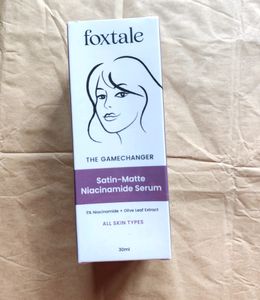 foxtale
THE GAMECHANGER
Satin-Matte
Niacinamide Serum
5% Niacinamide + Olive Leaf Extract
ALL SKIN TYPES
30ml